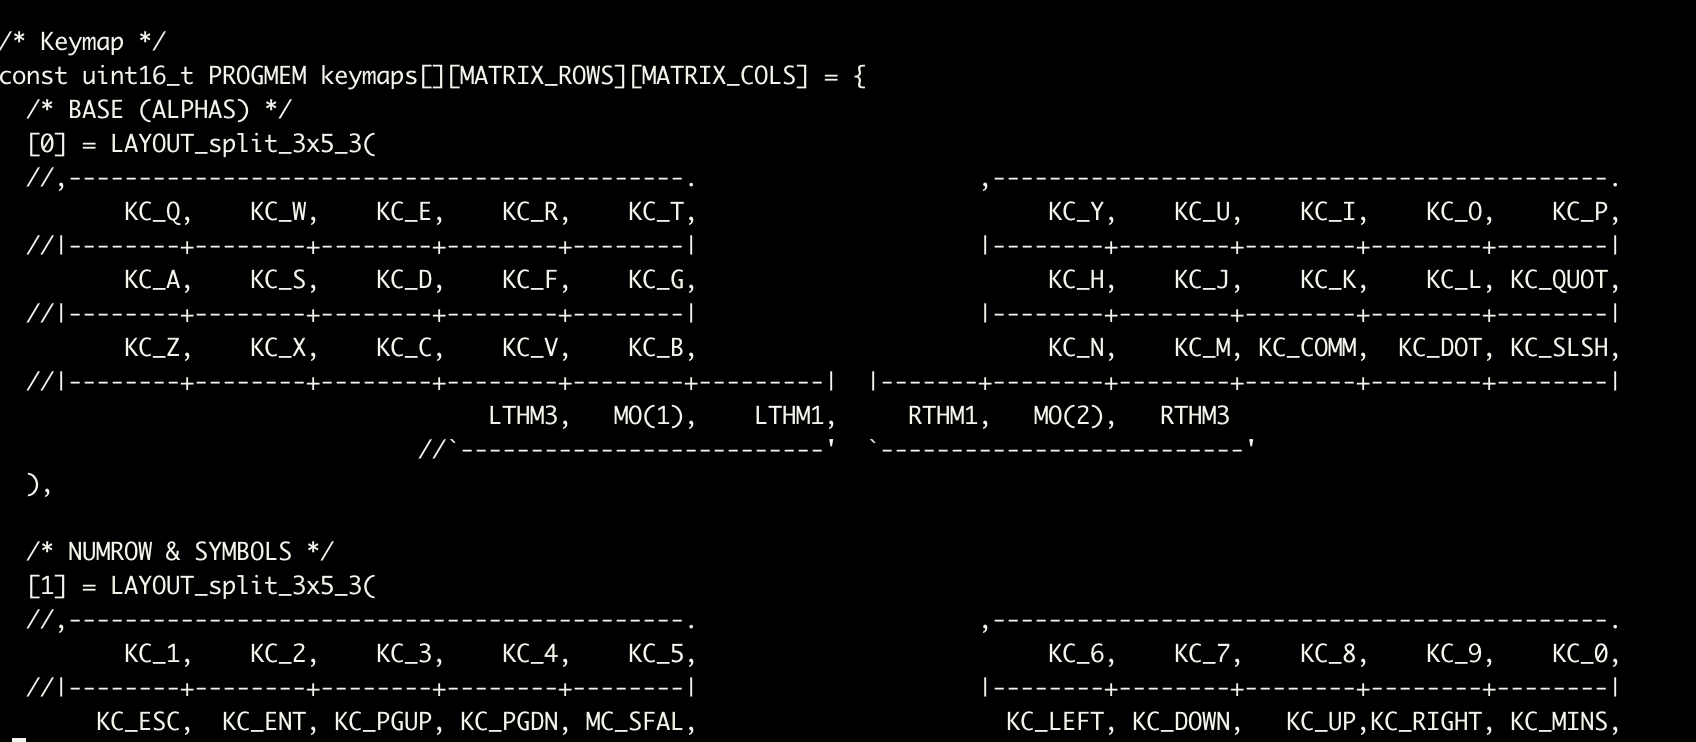 /* Keymap */
const uint16_t PROGMEM keymaps[][MATRIX_ROWS][MATRIX_COLS] = {
  /* BASE (ALPHAS) */
  [0] = LAYOUT_split_3x5_3(
  //,--------------------------------------------.                    ,--------------------------------------------.
         KC_Q,    KC_W,    KC_E,    KC_R,    KC_T,                         KC_Y,    KC_U,    KC_I,    KC_O,    KC_P,
  //|--------+--------+--------+--------+--------|                    |--------+--------+--------+--------+--------|
         KC_A,    KC_S,    KC_D,    KC_F,    KC_G,                         KC_H,    KC_J,    KC_K,    KC_L, KC_QUOT,
  //|--------+--------+--------+--------+--------|                    |--------+--------+--------+--------+--------|
         KC_Z,    KC_X,    KC_C,    KC_V,    KC_B,                         KC_N,    KC_M, KC_COMM,  KC_DOT, KC_SLSH,
  //|--------+--------+--------+--------+--------+---------|  |-------+--------+--------+--------+--------+--------|
                                   LTHM3,   MO(1),    LTHM1,     RTHM1,   MO(2),    RTHM3
                              //`--------------------------'  `--------------------------'
  ),

  /* NUMROW & SYMBOLS */
  [1] = LAYOUT_split_3x5_3(
  //,--------------------------------------------.                    ,--------------------------------------------.
         KC_1,    KC_2,    KC_3,    KC_4,    KC_5,                         KC_6,    KC_7,    KC_8,    KC_9,    KC_0,
  //|--------+--------+--------+--------+--------|                    |--------+--------+--------+--------+--------|
       KC_ESC,  KC_ENT, KC_PGUP, KC_PGDN, MC_SFAL,                      KC_LEFT, KC_DOWN,   KC_UP,KC_RIGHT, KC_MINS,